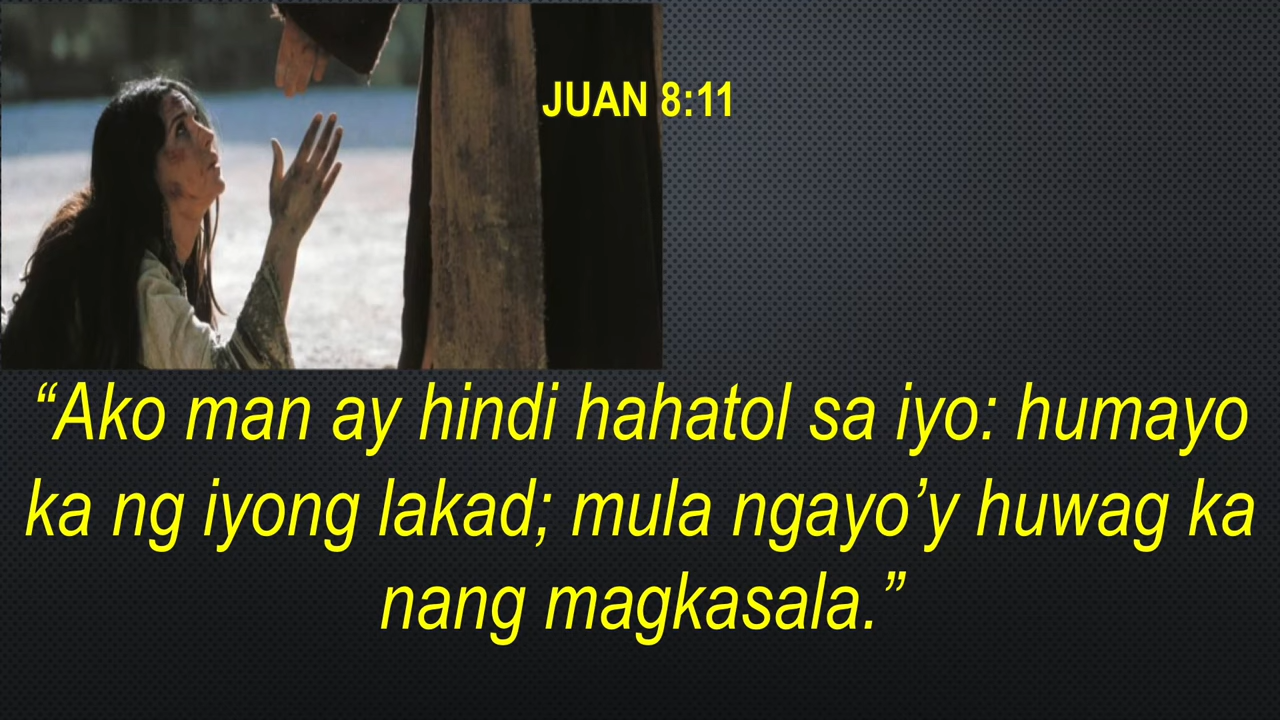 JUAN 8:11
“Ako man ay hindi hahatol sa iyo: humayo
ka ng iyong lakad; mula ngayo’y huwag ka
nang magkasala.”